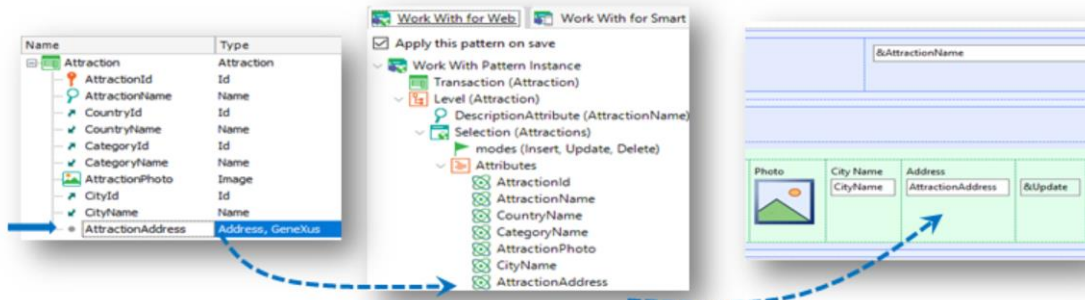 Name Type
Attraction Attraction
AttractionId Id
AttractionName Name
CountryId Id
CountryName Name
CategoryId Id
CategoryName Name
AttractionPhoto Image
CityId Id
CityName Name
AttractionAddress Address, GeneXus
Work With for Web Work With for Smart
Apply this pattern on save
Work With Pattern Instance
Transaction (Attraction)
Level (Attraction)
DescriptionAttribute (AttractionName)
Selection (Attractions)
modes (Insert, Update, Delete)
Attributes
AttractionId
AttractionName
CountryName
CategoryName
AttractionPhoto
CityName
AttractionAddress
&AttractionName
Photo City Name Address
CityName AttractionAddress &Update